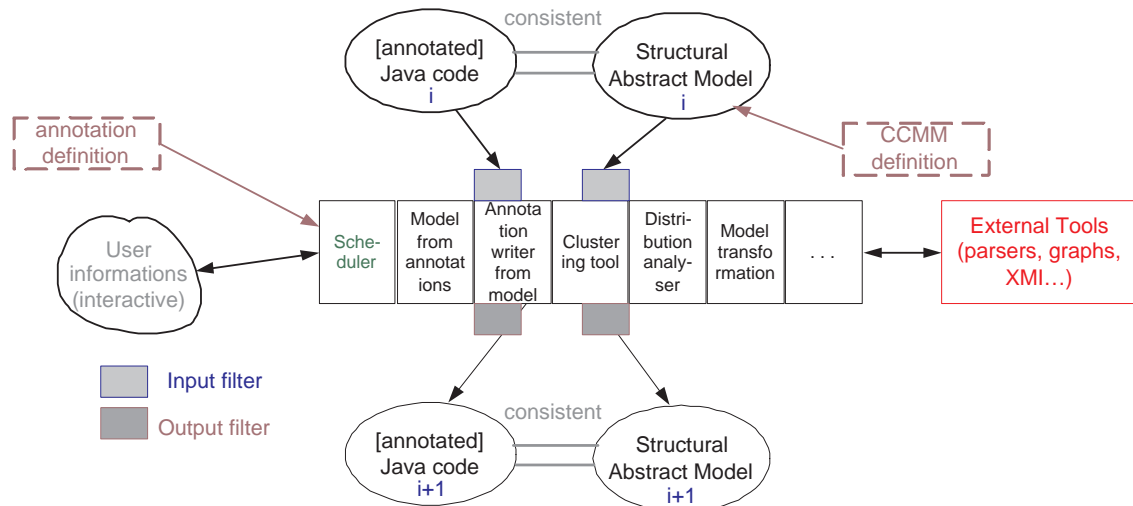 consistent
[annotated]
Java code
i
Structural
Abstract Model
i
annotation
definition
CCMM
definition
User
informations
(interactive)
Sche-
duler
Model
from
annotat
ions
Annota
tion
writer
from
model
Cluster
ing tool
Distri-
bution
analy-
ser
Model
transfo
rmation
. . .
External Tools
(parsers, graphs,
XMI...)
Input filter
Output filter
consistent
[annotated]
Java code
i+1
Structural
Abstract Model
i+1